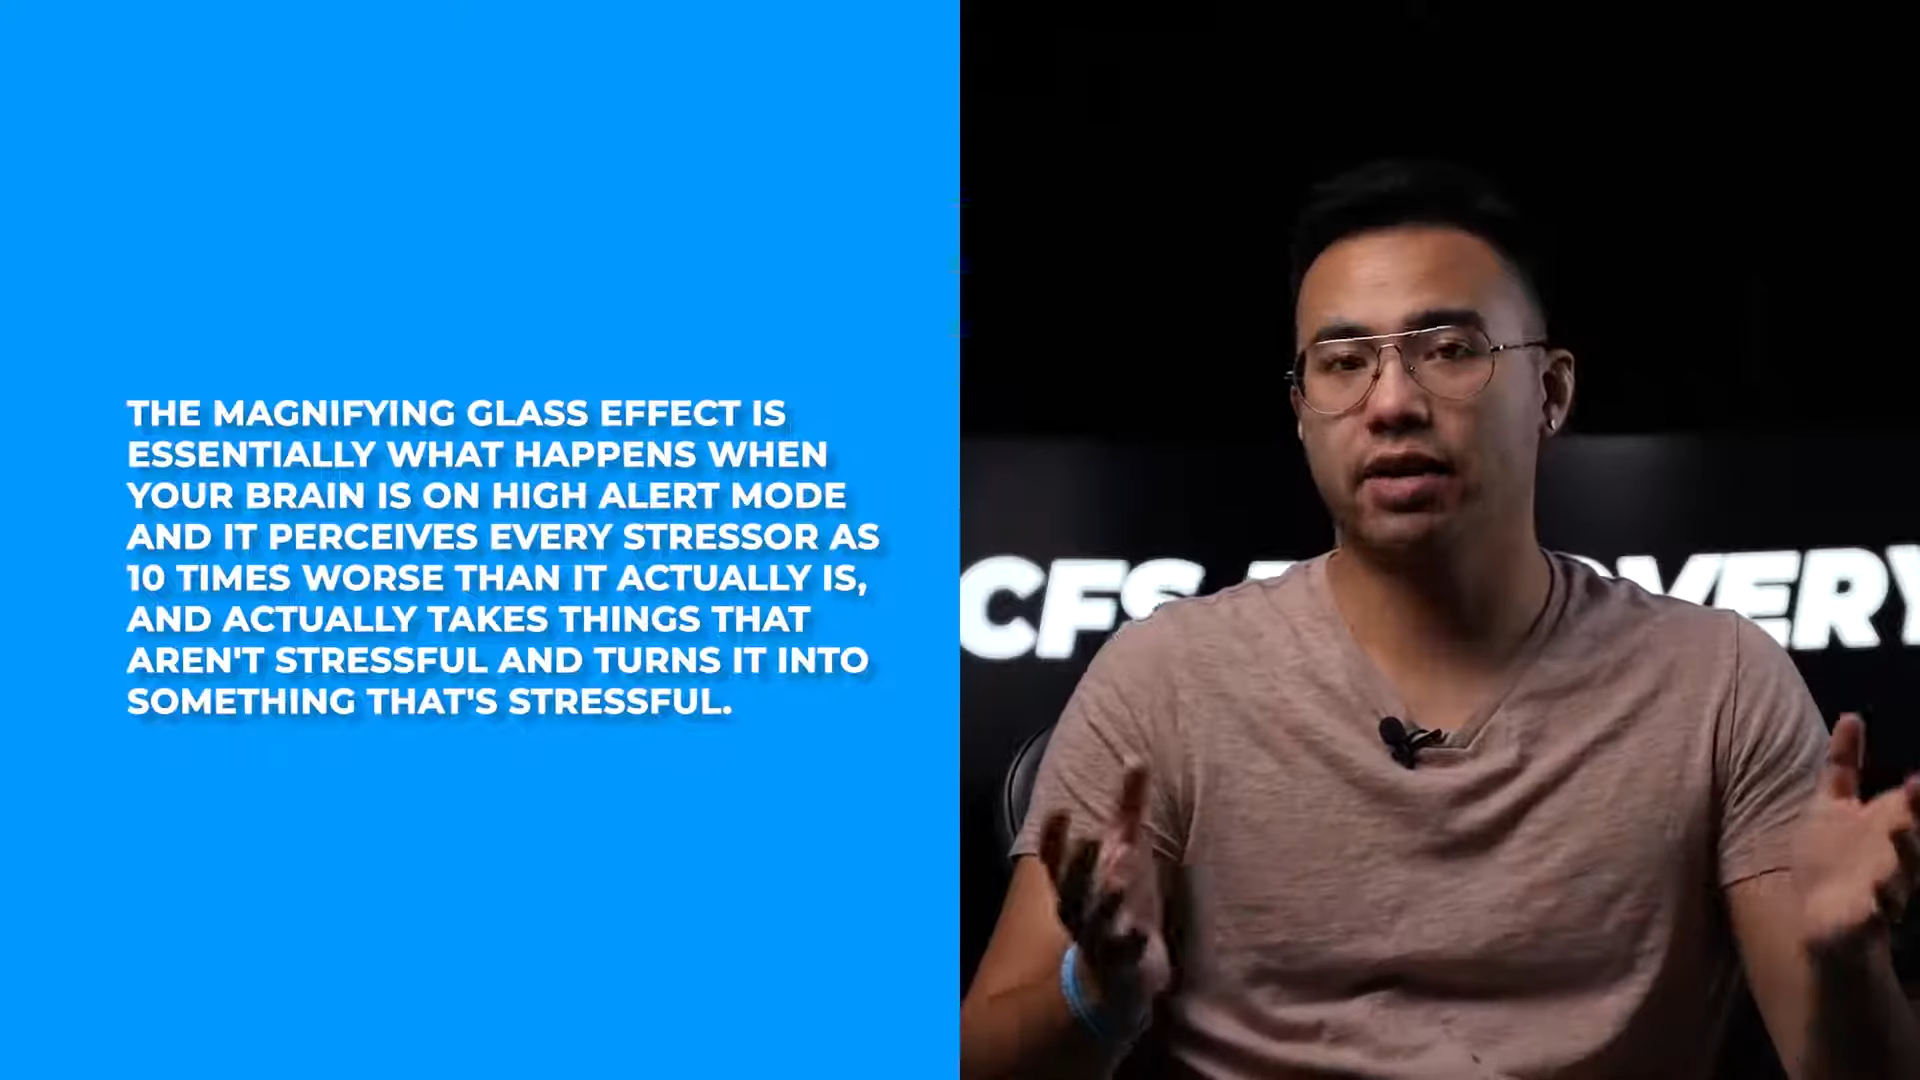 THE MAGNIFYING GLASS EFFECT IS
ESSENTIALLY WHAT HAPPENS WHEN
YOUR BRAIN IS ON HIGH ALERT MODE
AND IT PERCEIVES EVERY STRESSOR AS
10 TIMES WORSE THAN IT ACTUALLY IS,
AND ACTUALLY TAKES THINGS THAT
AREN'T STRESSFUL AND TURNS IT INTO
SOMETHING THAT'S STRESSFUL.
CFS